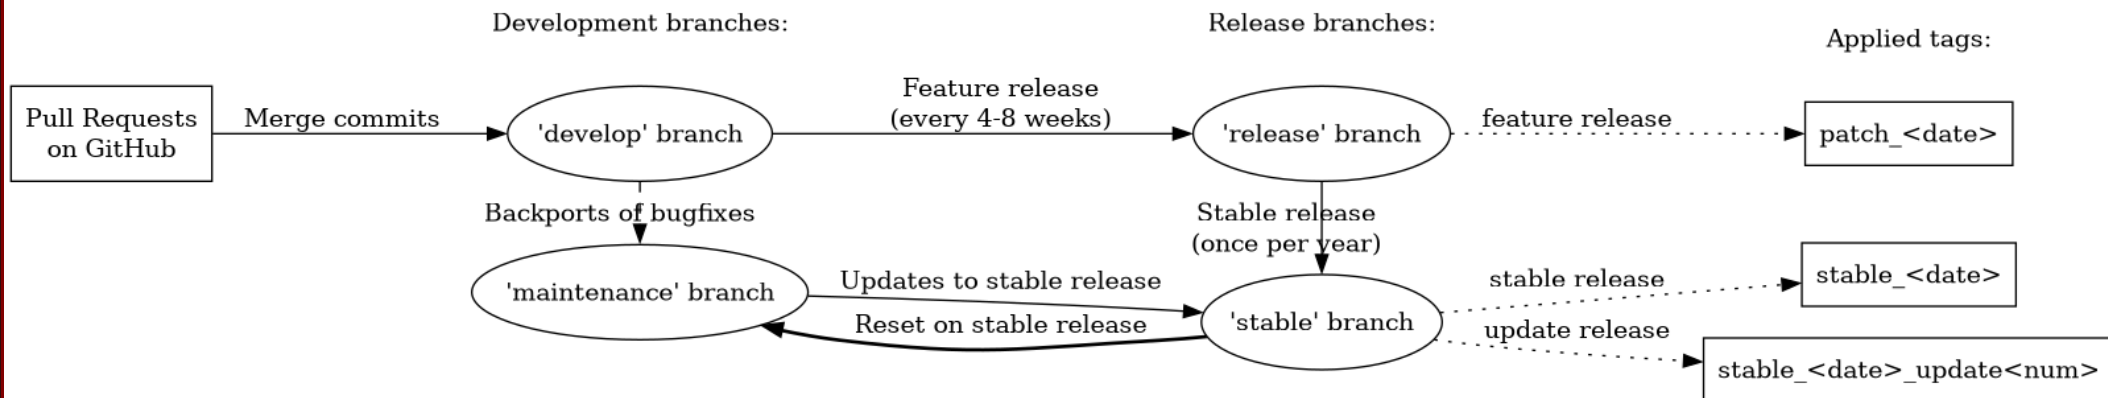 Development branches:
Release branches:
Applied tags:
Pull Requests
on GitHub
Merge commits
'develop' branch
Feature release
(every 4-8 weeks)
'release' branch
feature release
patch_<date>
Backports of bugfixes
Stable release
(once per year)
'maintenance' branch
Updates to stable release
Reset on stable release
'stable' branch
stable release
stable_<date>
update release
stable_<date>_update<num>